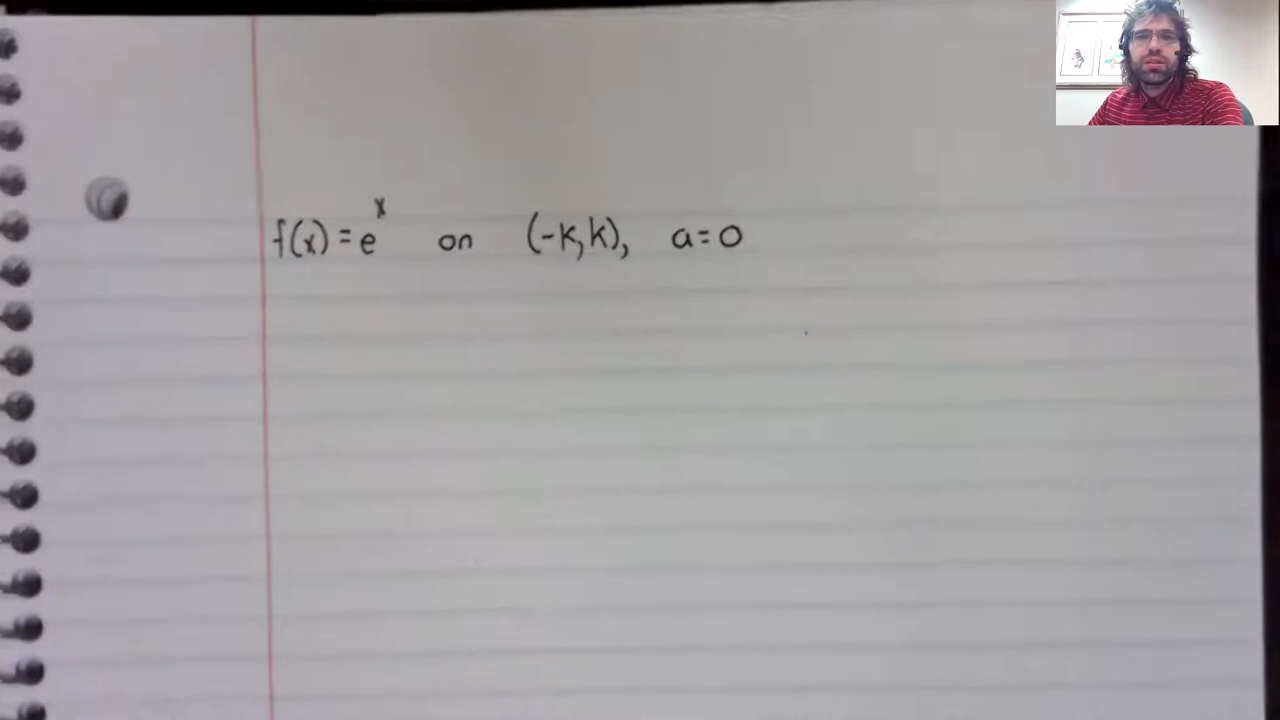 f(x) = e^x on (-k, k), a = 0